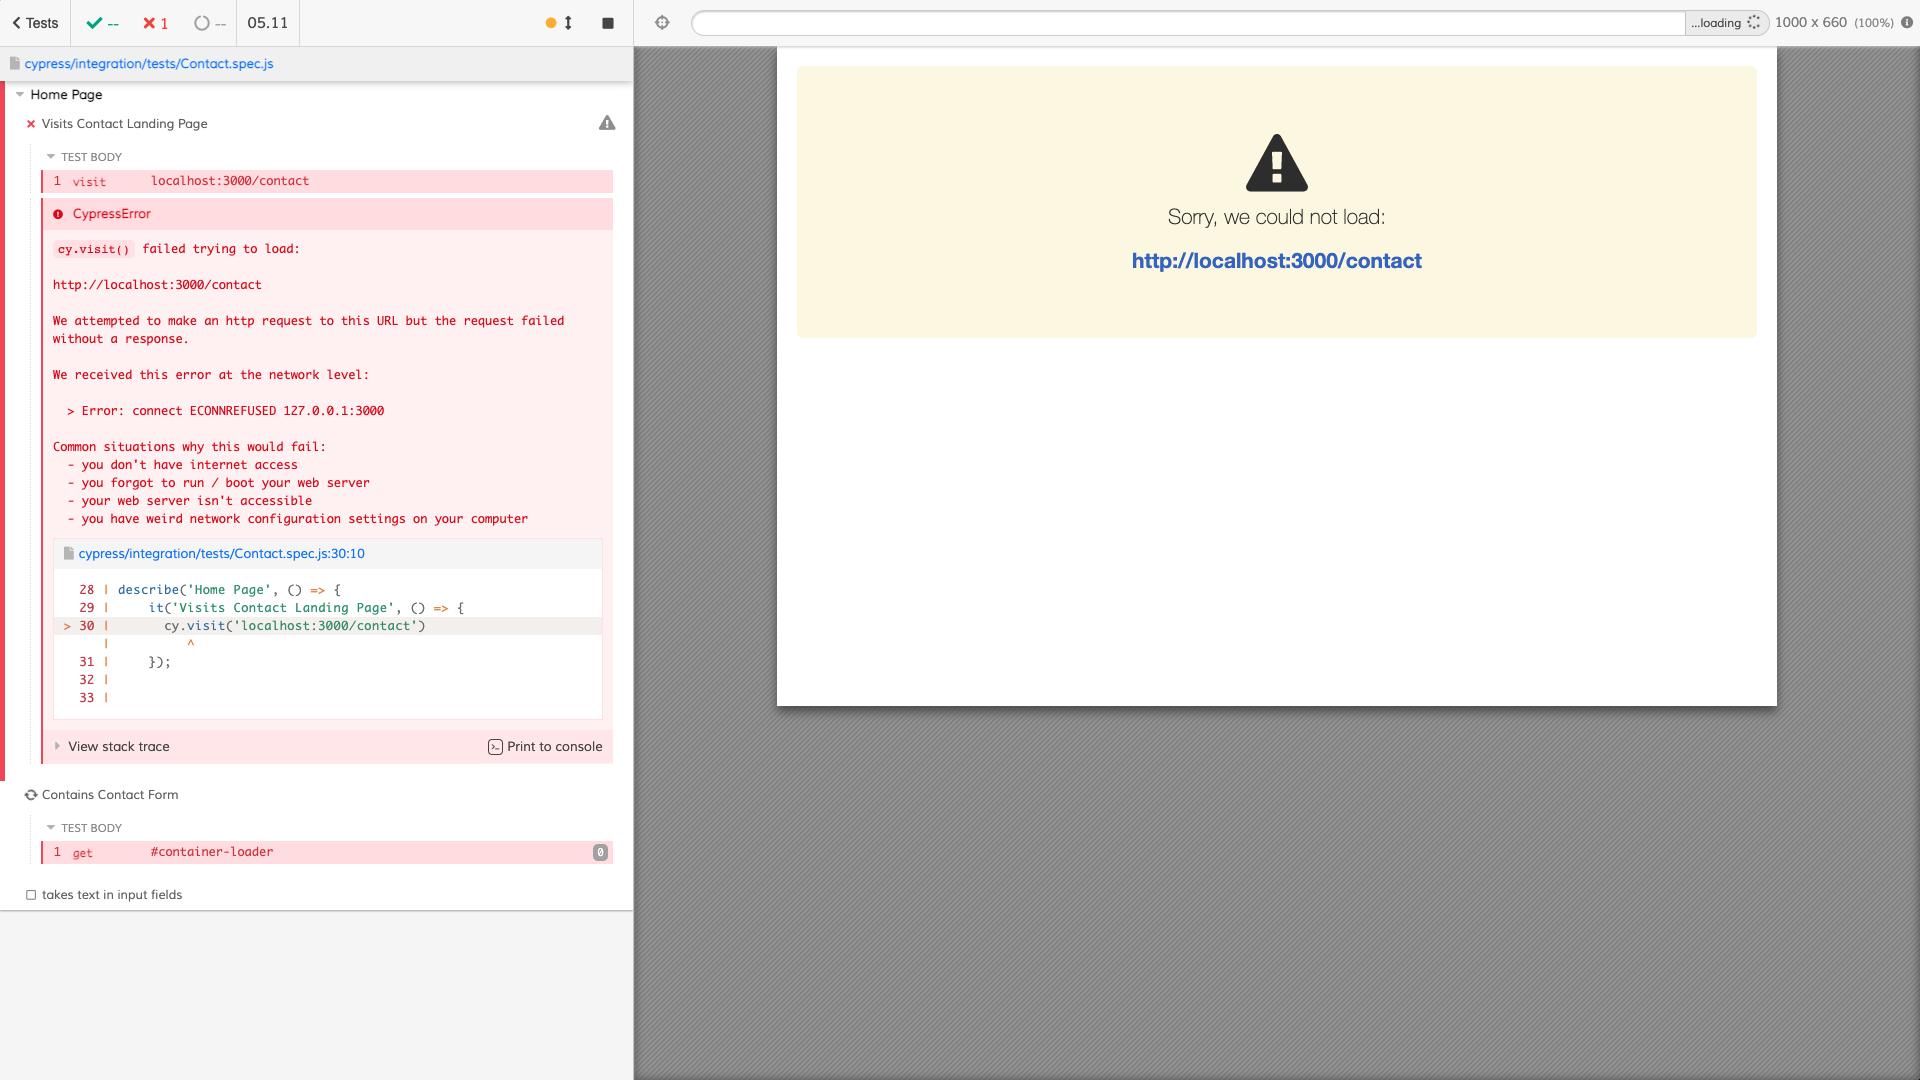 Tests
--
1
--
05.11
...loading
1000 x 660 (100%)
cypress/integration/tests/Contact.spec.js
Home Page
Visits Contact Landing Page
TEST BODY
1 visit localhost:3000/contact
CypressError
cy.visit() failed trying to load:
http://localhost:3000/contact
We attempted to make an http request to this URL but the request failed
without a response.
We received this error at the network level:
> Error: connect ECONNREFUSED 127.0.0.1:3000
Common situations why this would fail:
- you don't have internet access
- you forgot to run / boot your web server
- your web server isn't accessible
- you have weird network configuration settings on your computer
cypress/integration/tests/Contact.spec.js:30:10
28 | describe('Home Page', () => {
29 | it('Visits Contact Landing Page', () => {
> 30 | cy.visit('localhost:3000/contact')
| ^
31 | });
32 |
33 |
View stack trace
Print to console
Contains Contact Form
TEST BODY
1 get #container-loader 0
takes text in input fields
Sorry, we could not load:
http://localhost:3000/contact